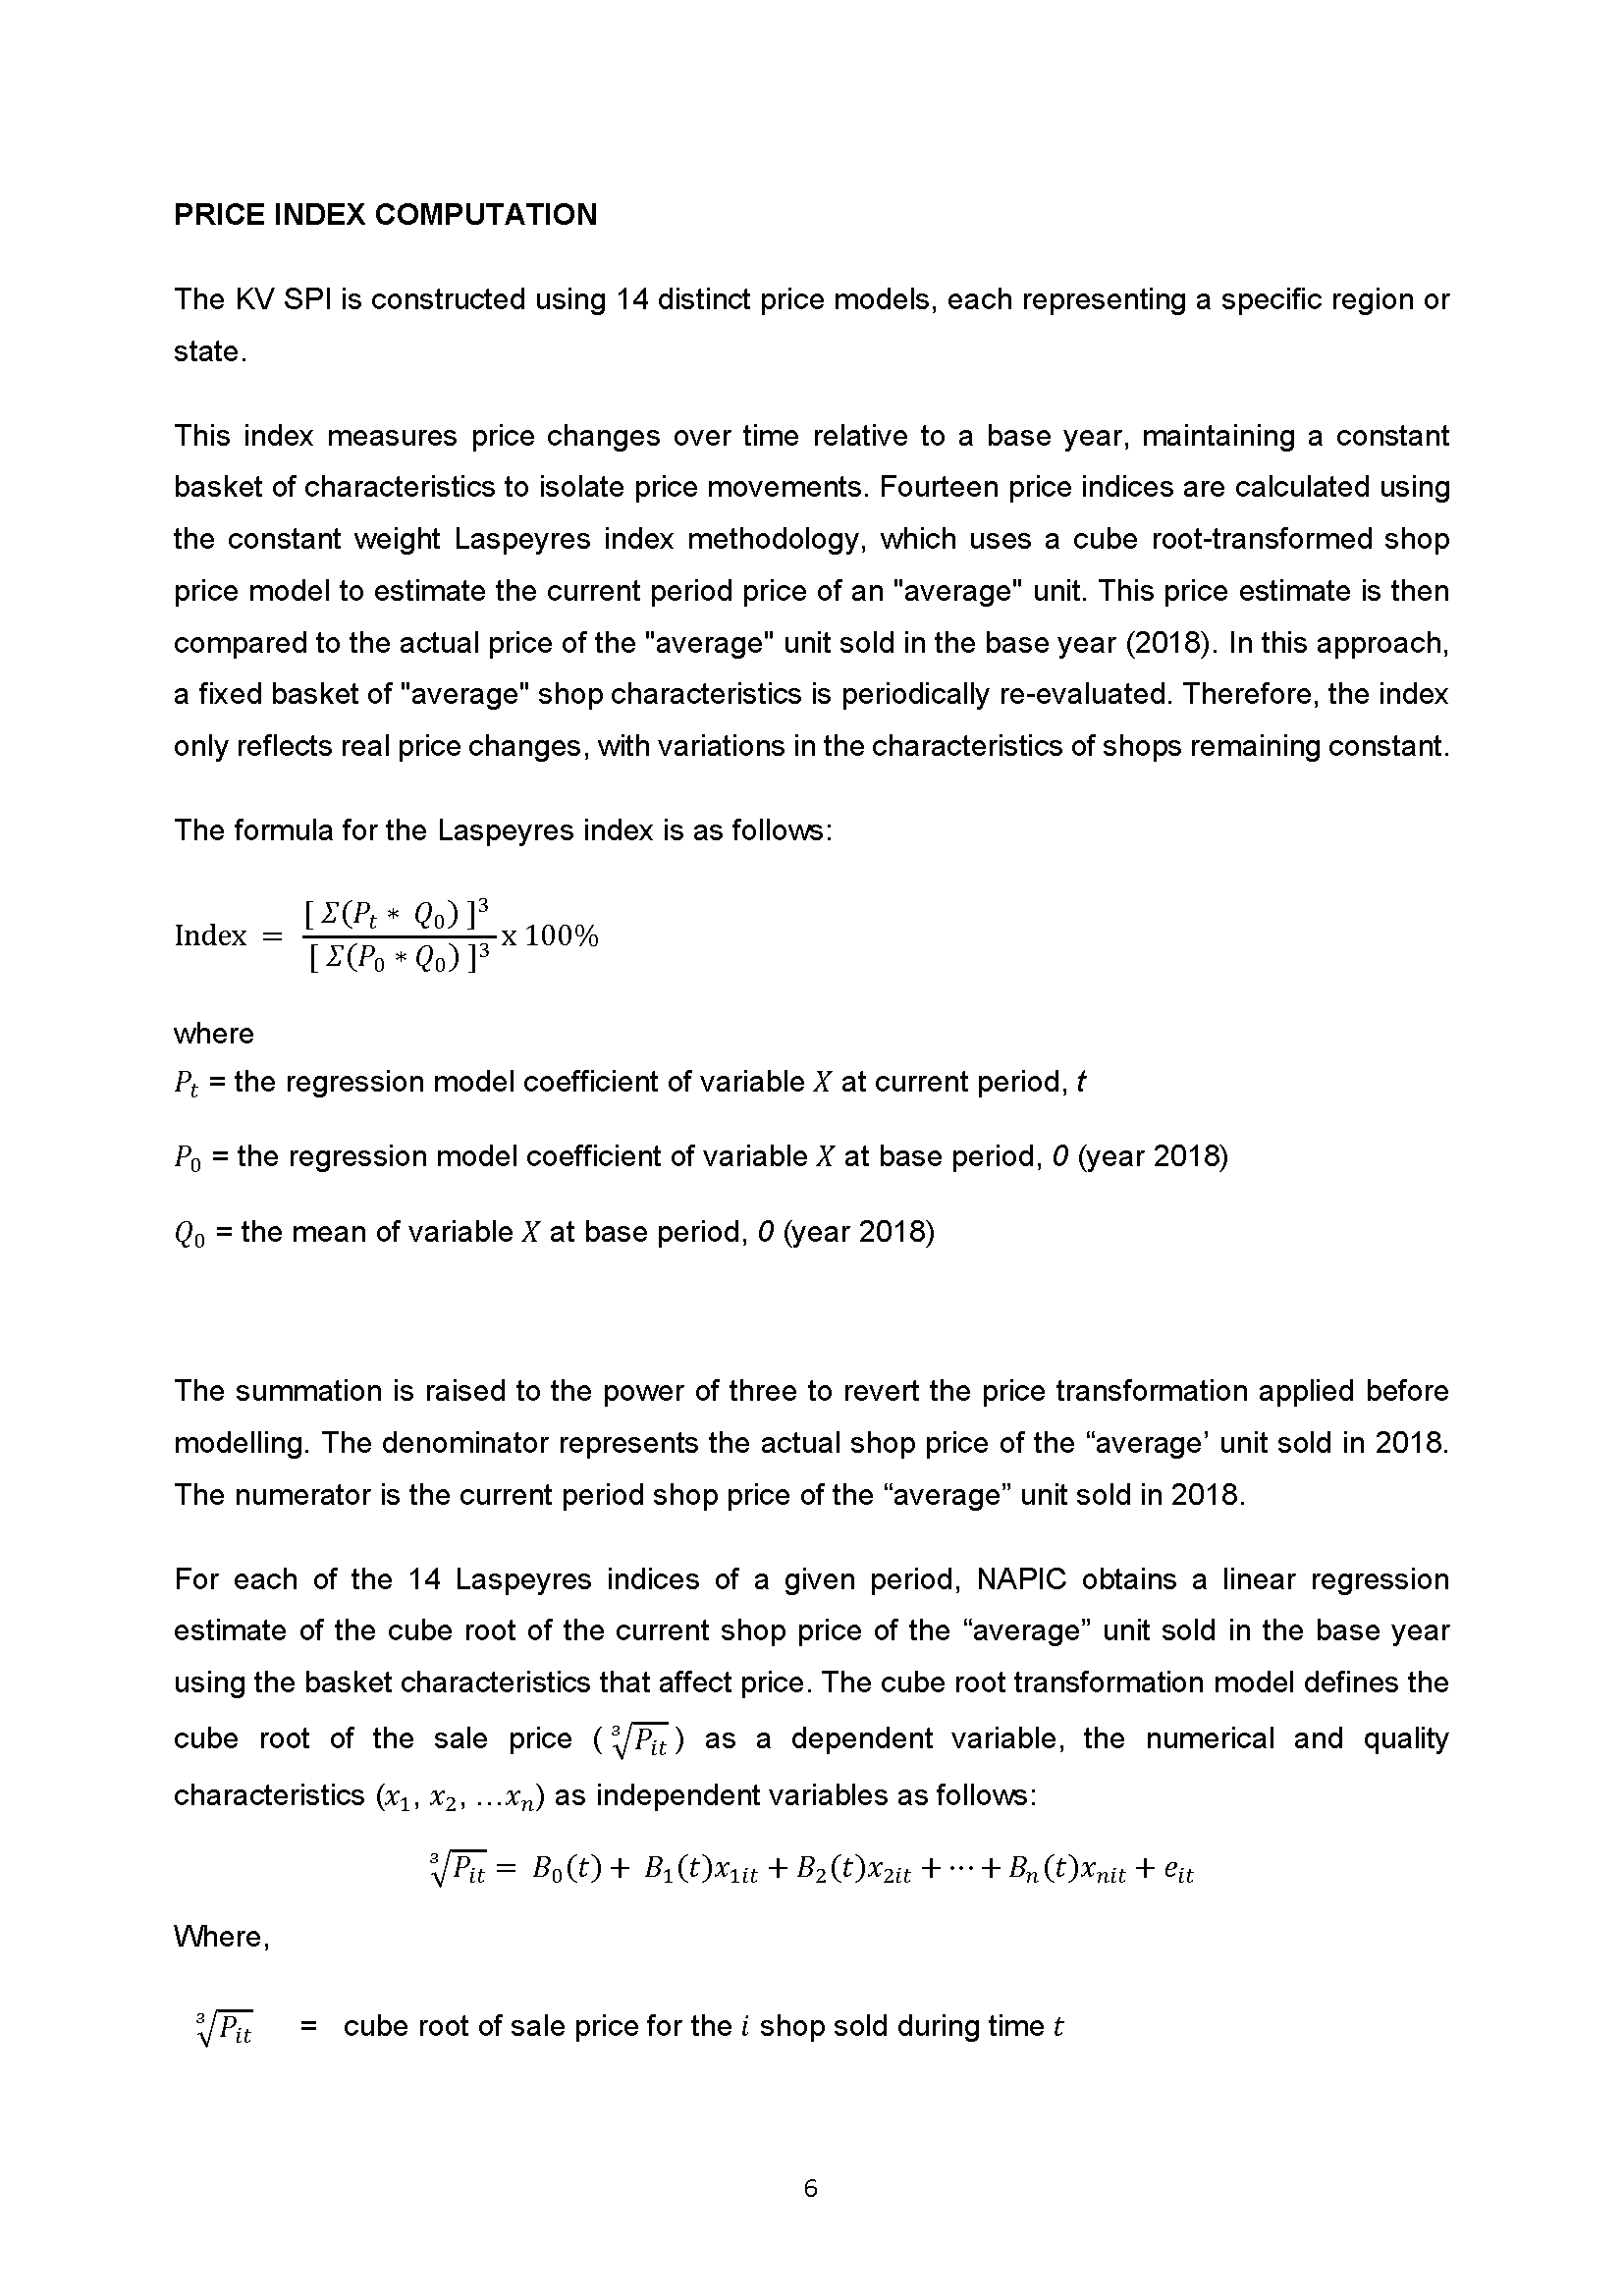 PRICE INDEX COMPUTATION
The KV SPI is constructed using 14 distinct price models, each representing a specific region or
state.
This index measures price changes over time relative to a base year, maintaining a constant
basket of characteristics to isolate price movements. Fourteen price indices are calculated using
the constant weight Laspeyres index methodology, which uses a cube root-transformed shop
price model to estimate the current period price of an "average" unit. This price estimate is then
compared to the actual price of the "average" unit sold in the base year (2018). In this approach,
a fixed basket of "average" shop characteristics is periodically re-evaluated. Therefore, the index
only reflects real price changes, with variations in the characteristics of shops remaining constant.
The formula for the Laspeyres index is as follows:
Index = [ Σ(Pₜ * Q₀) ]³ / [ Σ(P₀ * Q₀) ]³ x 100%
where
Pₜ = the regression model coefficient of variable X at current period, t
P₀ = the regression model coefficient of variable X at base period, 0 (year 2018)
Q₀ = the mean of variable X at base period, 0 (year 2018)
The summation is raised to the power of three to revert the price transformation applied before
modelling. The denominator represents the actual shop price of the “average’ unit sold in 2018.
The numerator is the current period shop price of the “average” unit sold in 2018.
For each of the 14 Laspeyres indices of a given period, NAPIC obtains a linear regression
estimate of the cube root of the current shop price of the “average” unit sold in the base year
using the basket characteristics that affect price. The cube root transformation model defines the
cube root of the sale price (∛Pᵢₜ) as a dependent variable, the numerical and quality
characteristics (x₁, x₂, …xₙ) as independent variables as follows:
∛Pᵢₜ = B₀(t) + B₁(t)x₁ᵢₜ + B₂(t)x₂ᵢₜ + ⋯ + Bₙ(t)xₙᵢₜ + eᵢₜ
Where,
∛Pᵢₜ = cube root of sale price for the i shop sold during time t
6